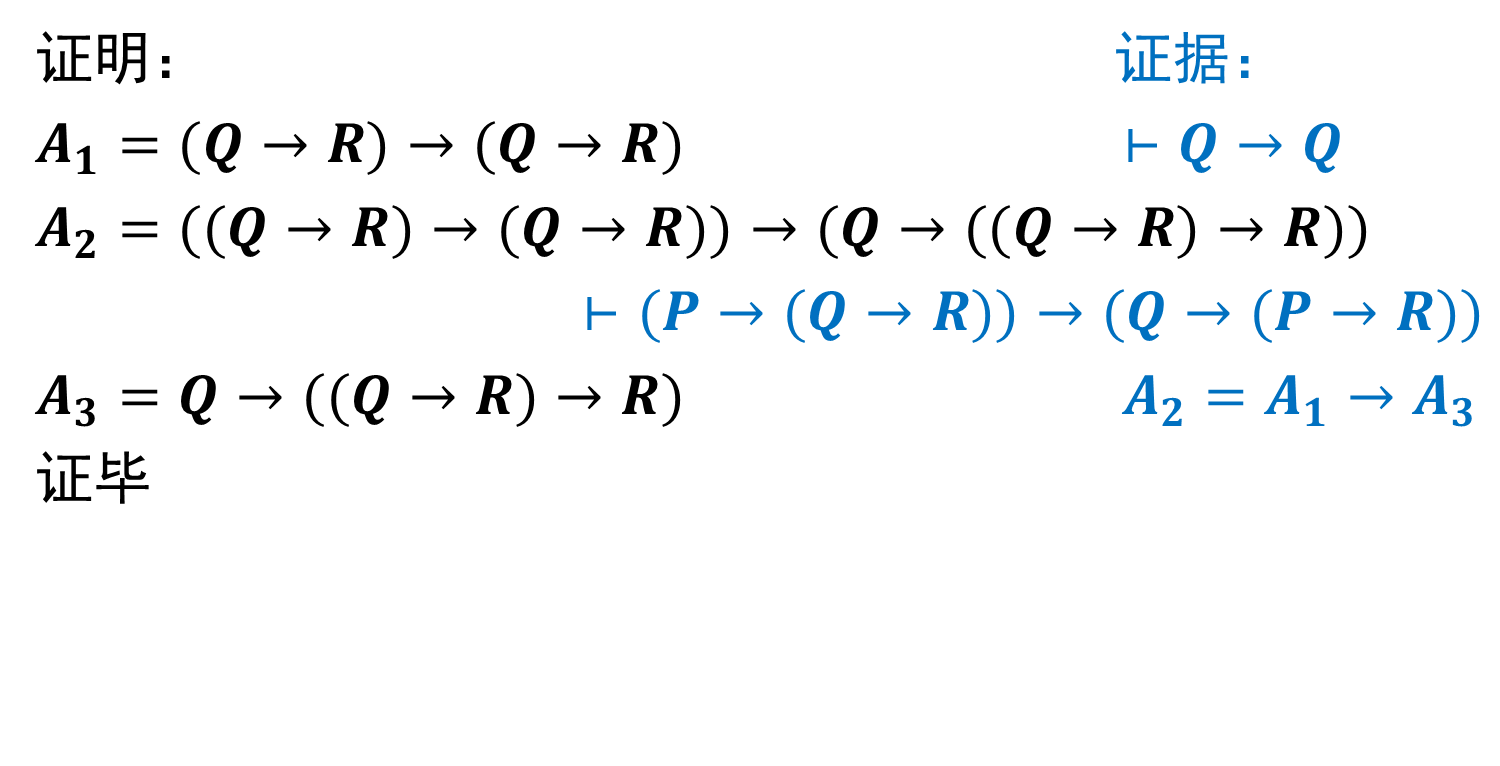 证明： 证据：
A₁ = (Q → R) → (Q → R) ⊢ Q → Q
A₂ = ((Q → R) → (Q → R)) → (Q → ((Q → R) → R))
⊢ (P → (Q → R)) → (Q → (P → R))
A₃ = Q → ((Q → R) → R) A₂ = A₁ → A₃
证毕